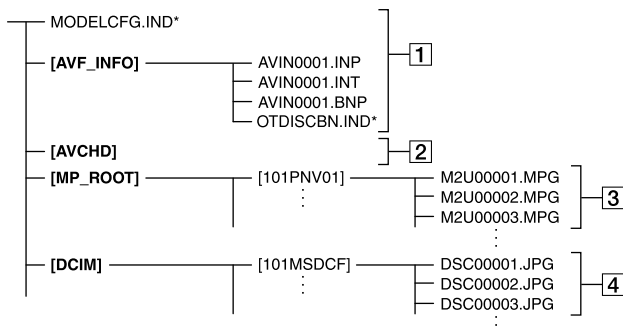 MODELCFG.IND*
[AVF_INFO] AVIN0001.INP
AVIN0001.INT
AVIN0001.BNP
OTDISCBN.IND*
1
[AVCHD] 2
[MP_ROOT] [101PNV01] M2U00001.MPG
M2U00002.MPG
M2U00003.MPG
3
[DCIM] [101MSDCF] DSC00001.JPG
DSC00002.JPG
DSC00003.JPG
4